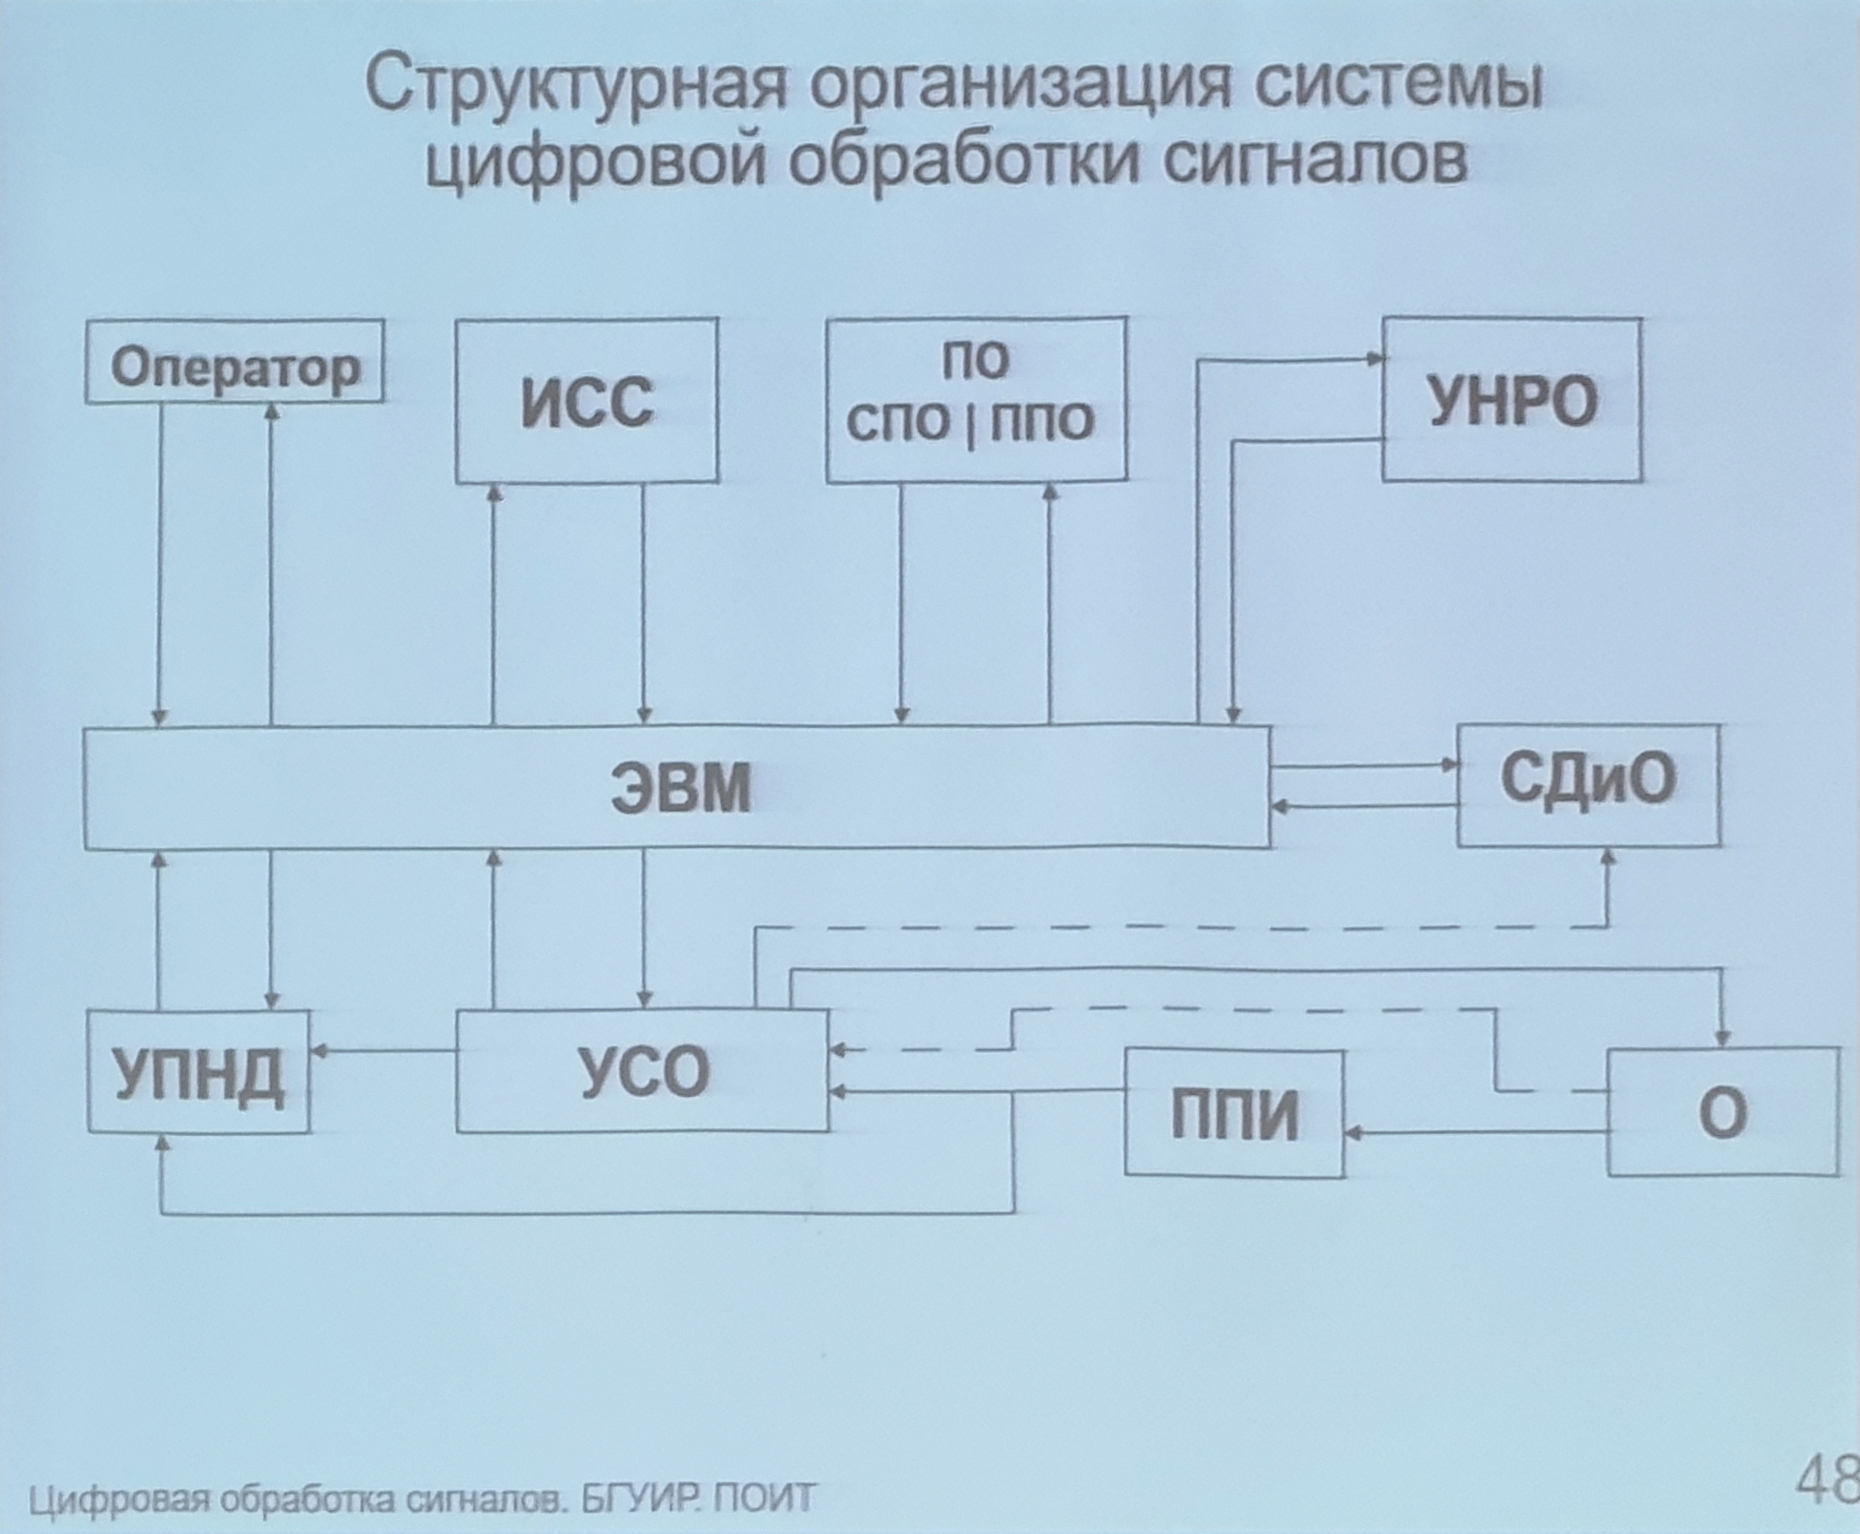 Структурная организация системы
цифровой обработки сигналов
Оператор
ИСС
ПО
СПО | ППО
УНРО
ЭВМ
СДиО
УПНД
УСО
ППИ
О
Цифровая обработка сигналов. БГУИР. ПОИТ
48